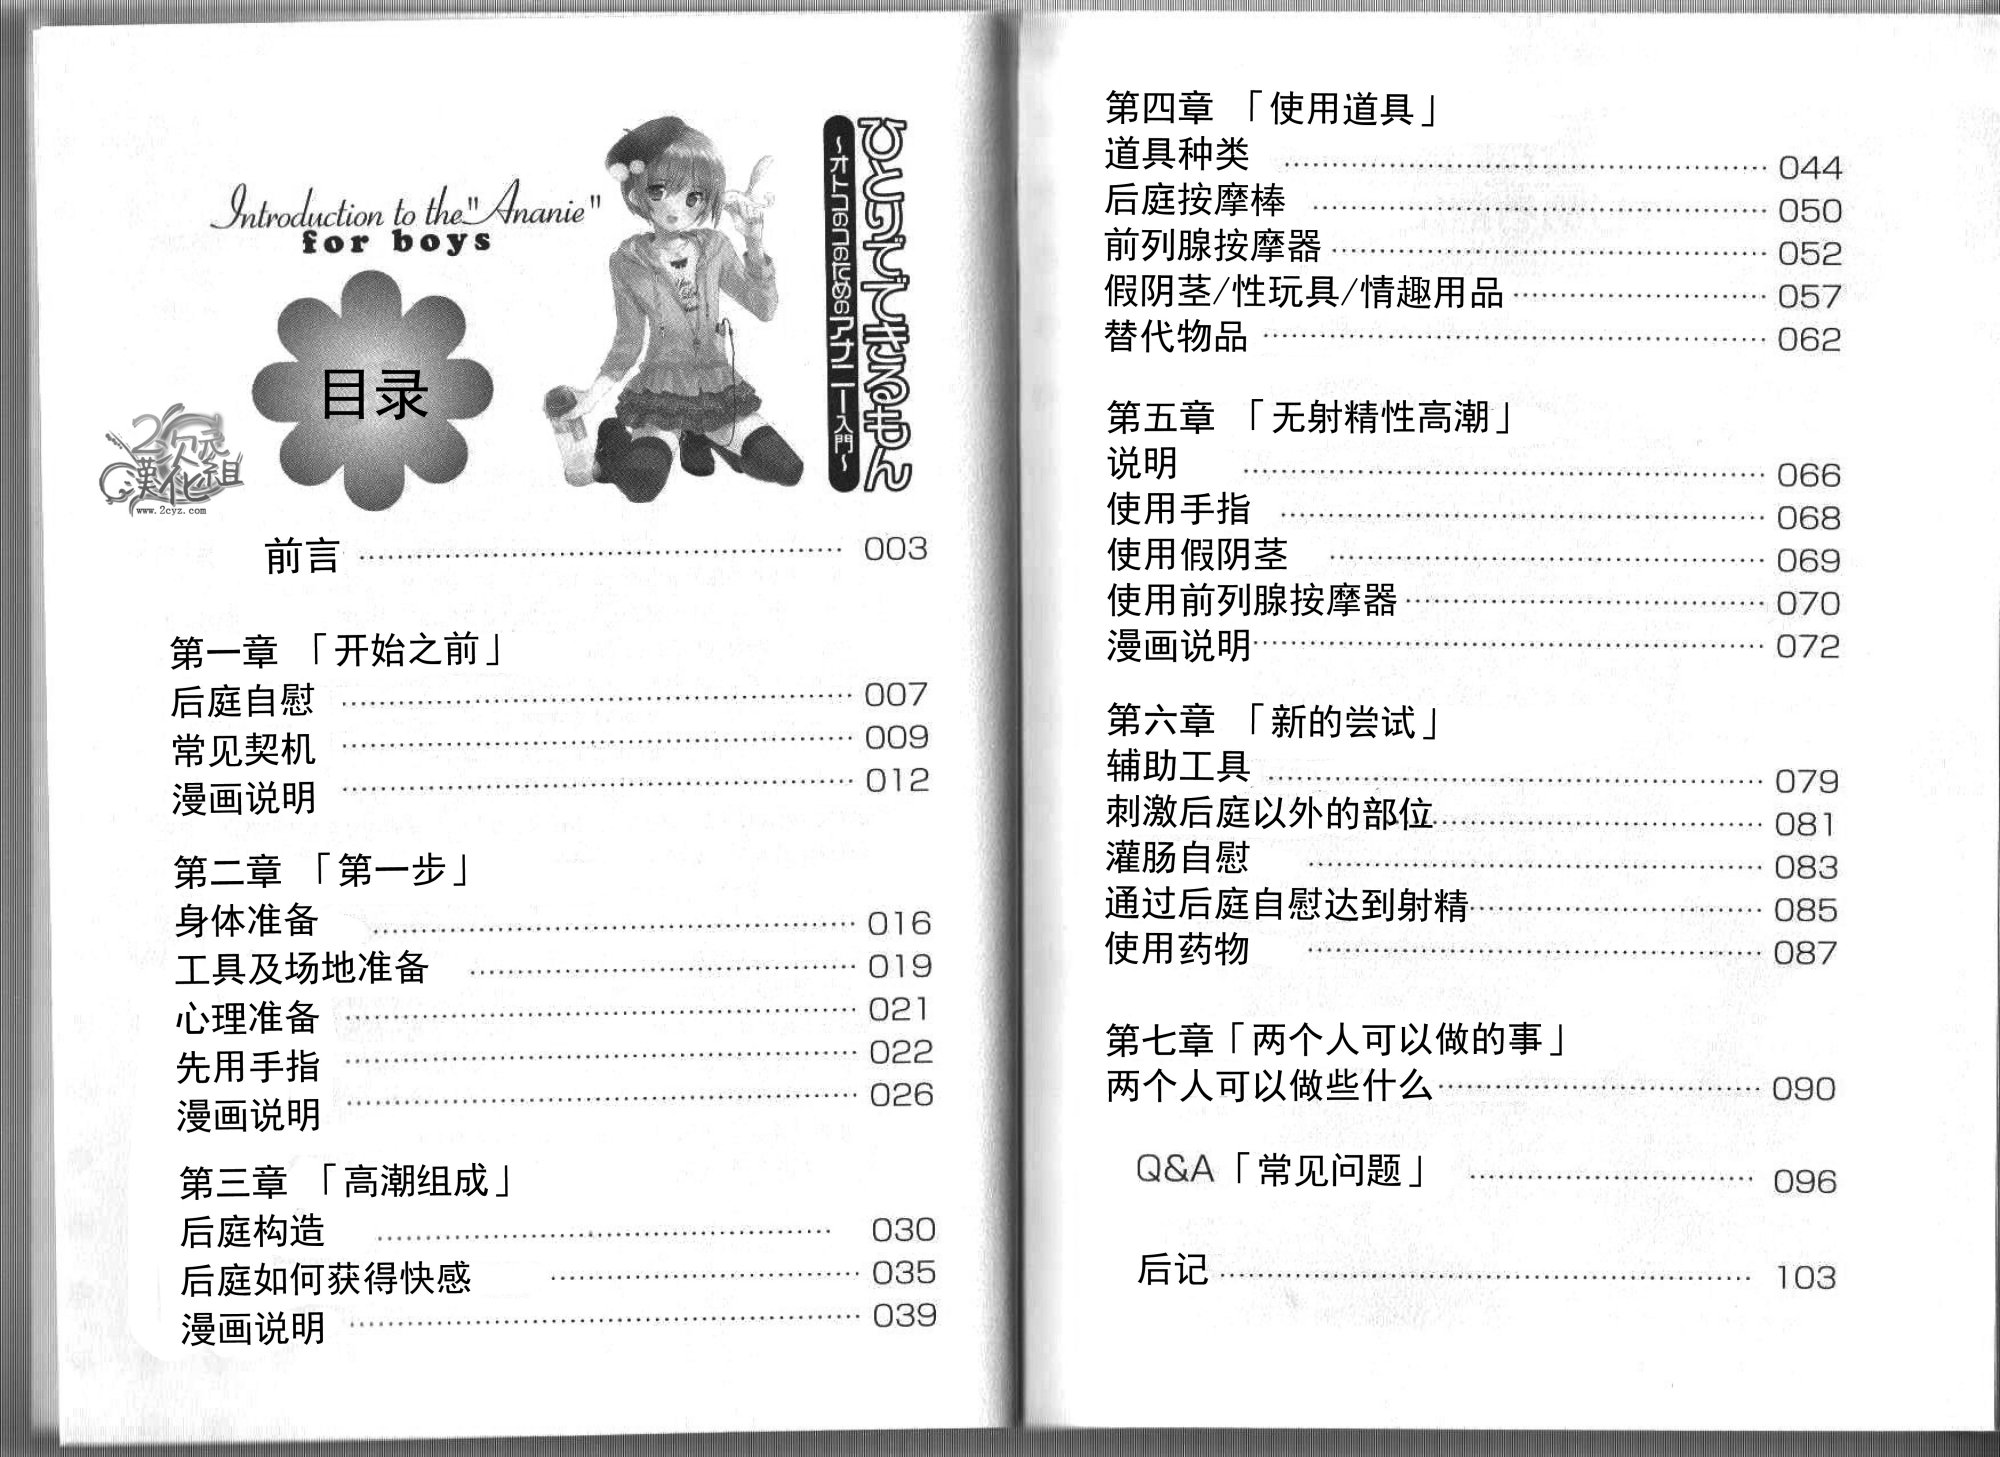 Introduction to the "Ananie"
for boys
ひとりでできるもん
～オトコのコのためのアナニー入門～
目录
2次元
漢化组
www.2cyz.com
前言 003
第一章 「开始之前」
后庭自慰 007
常见契机 009
漫画说明 012
第二章 「第一步」
身体准备 016
工具及场地准备 019
心理准备 021
先用手指 022
漫画说明 026
第三章 「高潮组成」
后庭构造 030
后庭如何获得快感 035
漫画说明 039
第四章 「使用道具」
道具种类 044
后庭按摩棒 050
前列腺按摩器 052
假阴茎/性玩具/情趣用品 057
替代物品 062
第五章 「无射精性高潮」
说明 066
使用手指 068
使用假阴茎 069
使用前列腺按摩器 070
漫画说明 072
第六章 「新的尝试」
辅助工具 079
刺激后庭以外的部位 081
灌肠自慰 083
通过后庭自慰达到射精 085
使用药物 087
第七章「两个人可以做的事」
两个人可以做些什么 090
Q&A「常见问题」 096
后记 103